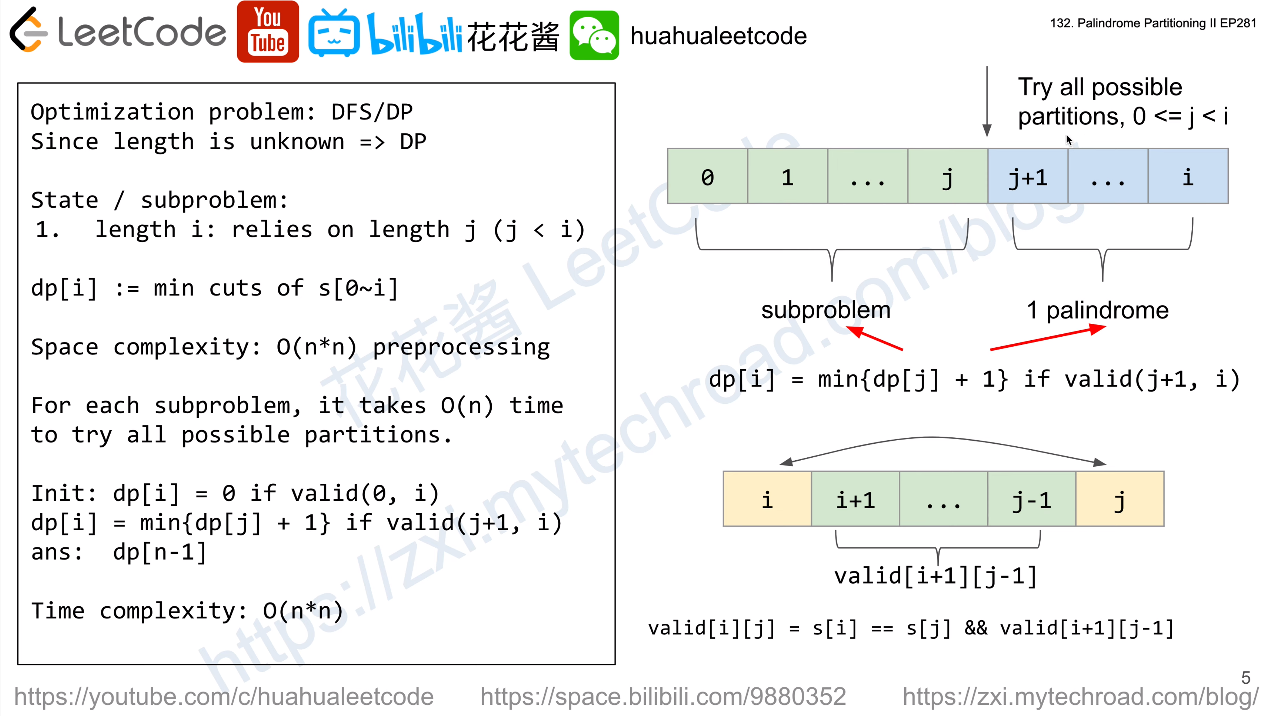 LeetCode
You
Tube
bilibili 花花酱
huahualeetcode
132. Palindrome Partitioning II EP281
Optimization problem: DFS/DP
Since length is unknown => DP
State / subproblem:
1. length i: relies on length j (j < i)
dp[i] := min cuts of s[0~i]
Space complexity: O(n*n) preprocessing
For each subproblem, it takes O(n) time
to try all possible partitions.
Init: dp[i] = 0 if valid(0, i)
dp[i] = min{dp[j] + 1} if valid(j+1, i)
ans: dp[n-1]
Time complexity: O(n*n)
Try all possible
partitions, 0 <= j < i
0 1 ... j j+1 ... i
subproblem 1 palindrome
dp[i] = min{dp[j] + 1} if valid(j+1, i)
i i+1 ... j-1 j
valid[i+1][j-1]
valid[i][j] = s[i] == s[j] && valid[i+1][j-1]
花花酱 LeetCode
https://zxi.mytechroad.com/blog/
5
https://youtube.com/c/huahualeetcode https://space.bilibili.com/9880352 https://zxi.mytechroad.com/blog/